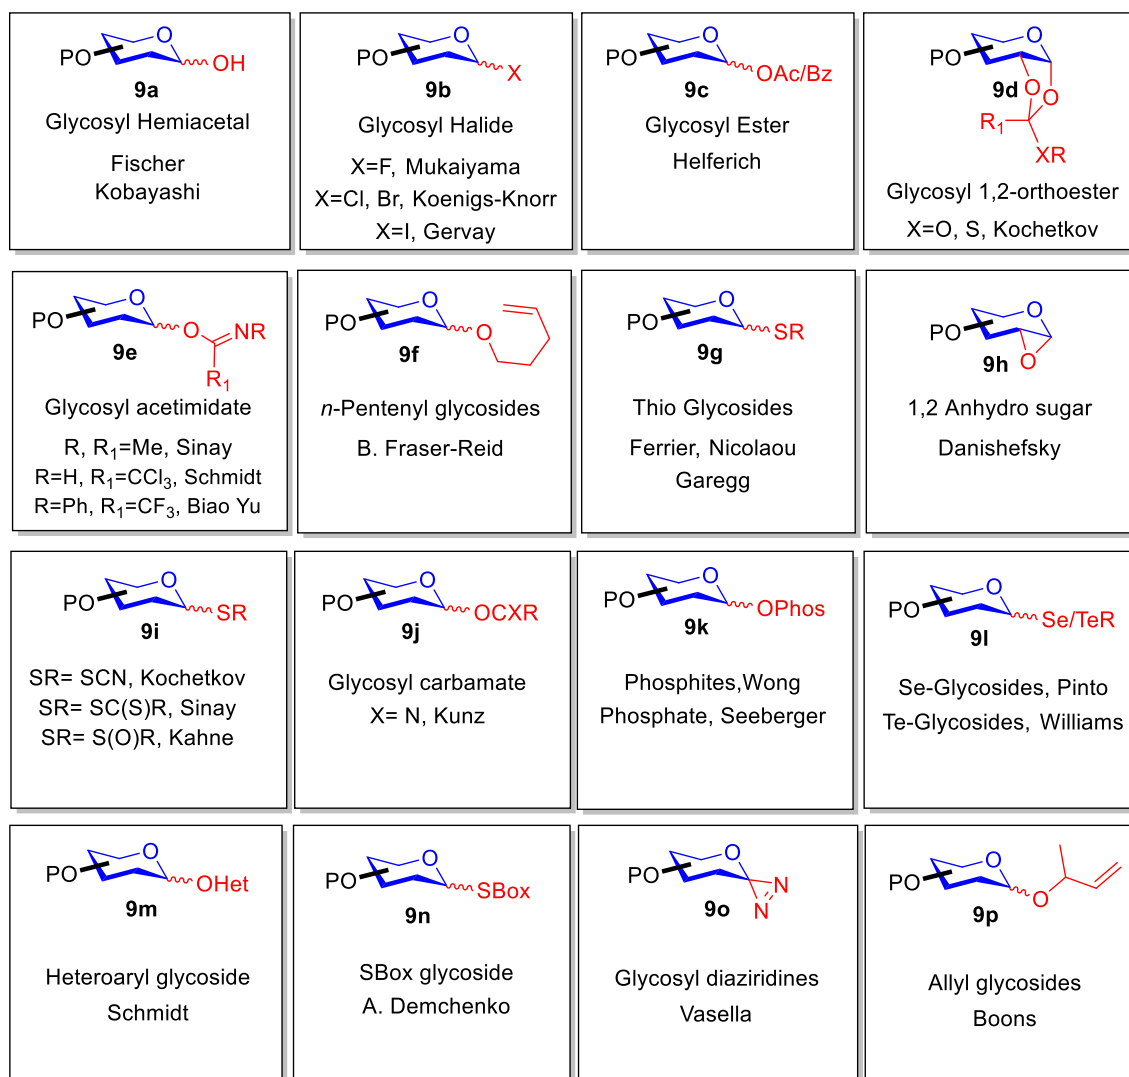 O
PO
OH
9a
Glycosyl Hemiacetal
Fischer
Kobayashi
O
PO
X
9b
Glycosyl Halide
X=F, Mukaiyama
X=Cl, Br, Koenigs-Knorr
X=I, Gervay
O
PO
OAc/Bz
9c
Glycosyl Ester
Helferich
O
PO
9d
O
O
R₁
XR
Glycosyl 1,2-orthoester
X=O, S, Kochetkov
O
PO
O
NR
9e
R₁
Glycosyl acetimidate
R, R₁=Me, Sinay
R=H, R₁=CCl₃, Schmidt
R=Ph, R₁=CF₃, Biao Yu
O
PO
O
9f
n-Pentenyl glycosides
B. Fraser-Reid
O
PO
SR
9g
Thio Glycosides
Ferrier, Nicolaou
Garegg
O
PO
9h
O
1,2 Anhydro sugar
Danishefsky
O
PO
SR
9i
SR= SCN, Kochetkov
SR= SC(S)R, Sinay
SR= S(O)R, Kahne
O
PO
OCXR
9j
Glycosyl carbamate
X= N, Kunz
O
PO
OPhos
9k
Phosphites,Wong
Phosphate, Seeberger
O
PO
Se/TeR
9l
Se-Glycosides, Pinto
Te-Glycosides, Williams
O
PO
OHet
9m
Heteroaryl glycoside
Schmidt
O
PO
SBox
9n
SBox glycoside
A. Demchenko
O
PO
N
N
9o
Glycosyl diaziridines
Vasella
O
PO
O
9p
Allyl glycosides
Boons